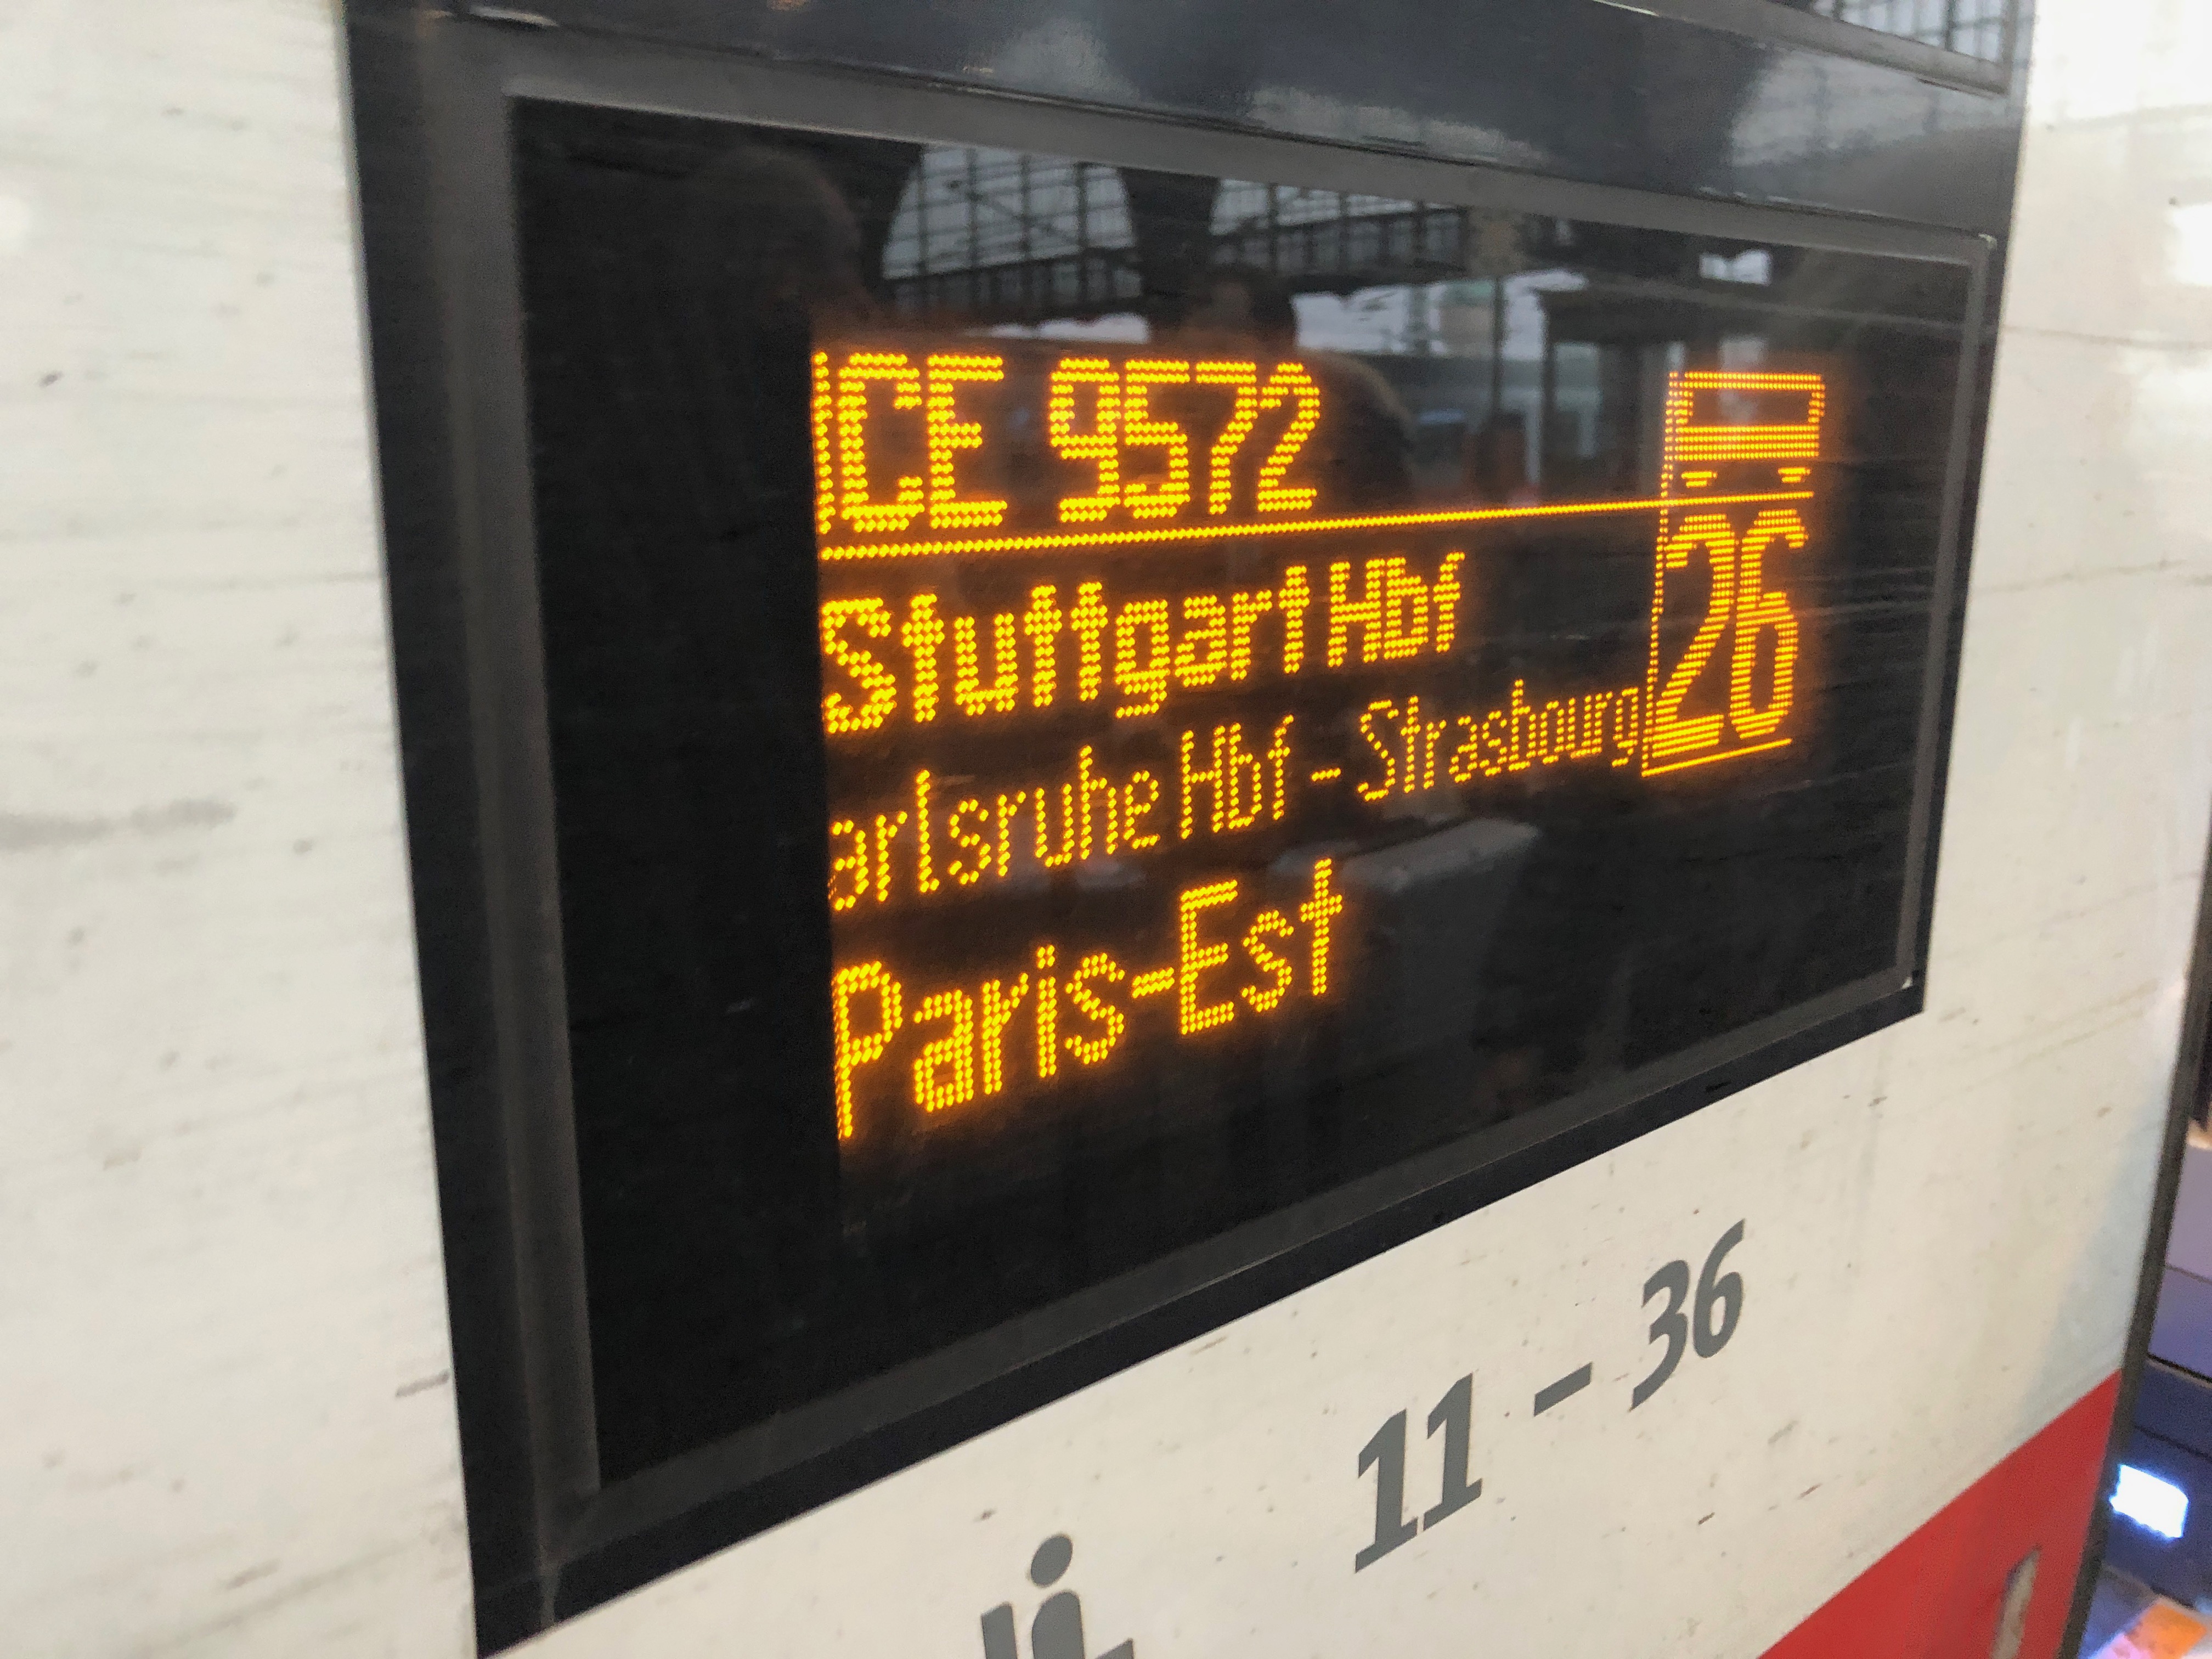 ICE 9572
26
Stuttgart Hbf
arlsruhe Hbf - Strasbourg
Paris-Est
11 - 36